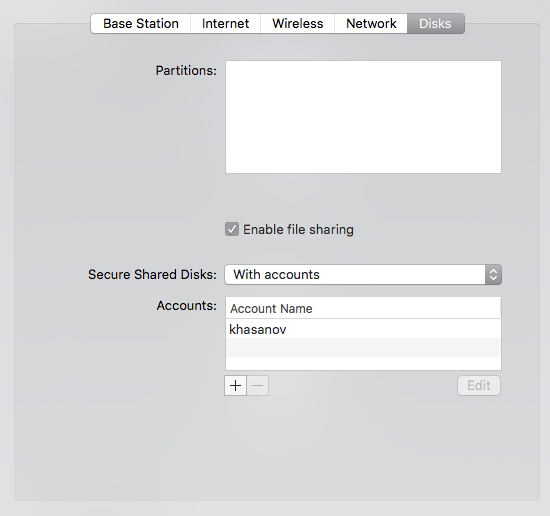 Base Station Internet Wireless Network Disks
Partitions:
Enable file sharing
Secure Shared Disks: With accounts
Accounts: Account Name
khasanov
Edit